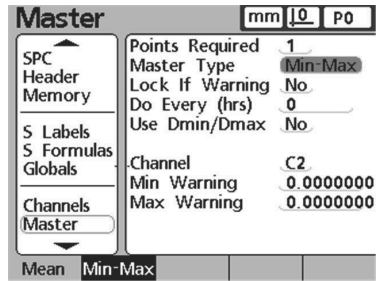 Master mm |0 P0
SPC
Header
Memory
S Labels
S Formulas
Globals
Channels
Master
Points Required 1
Master Type Min-Max
Lock If Warning No
Do Every (hrs) 0
Use Dmin/Dmax No
Channel C2
Min Warning 0.0000000
Max Warning 0.0000000
Mean Min-Max